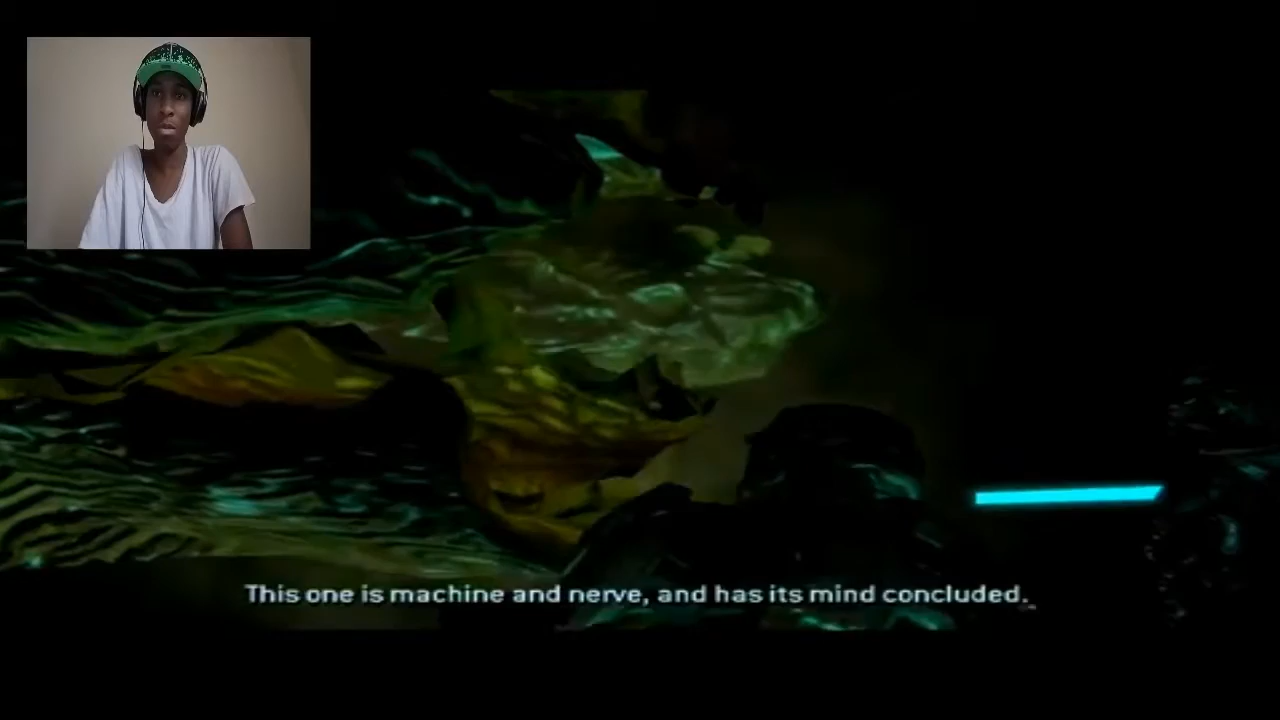 This one is machine and nerve, and has its mind concluded.